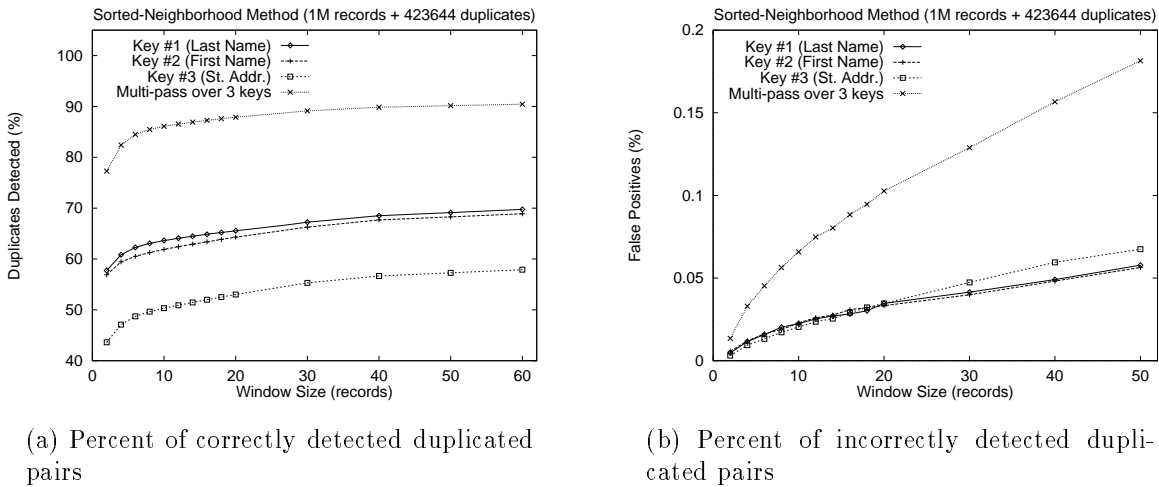 Sorted-Neighborhood Method (1M records + 423644 duplicates)
Key #1 (Last Name)
Key #2 (First Name)
Key #3 (St. Addr.)
Multi-pass over 3 keys
Duplicates Detected (%)
100
90
80
70
60
50
40
0
10
20
30
40
50
60
Window Size (records)
(a) Percent of correctly detected duplicated
pairs
Sorted-Neighborhood Method (1M records + 423644 duplicates)
Key #1 (Last Name)
Key #2 (First Name)
Key #3 (St. Addr.)
Multi-pass over 3 keys
False Positives (%)
0.2
0.15
0.1
0.05
0
0
10
20
30
40
50
Window Size (records)
(b) Percent of incorrectly detected dupli-
cated pairs